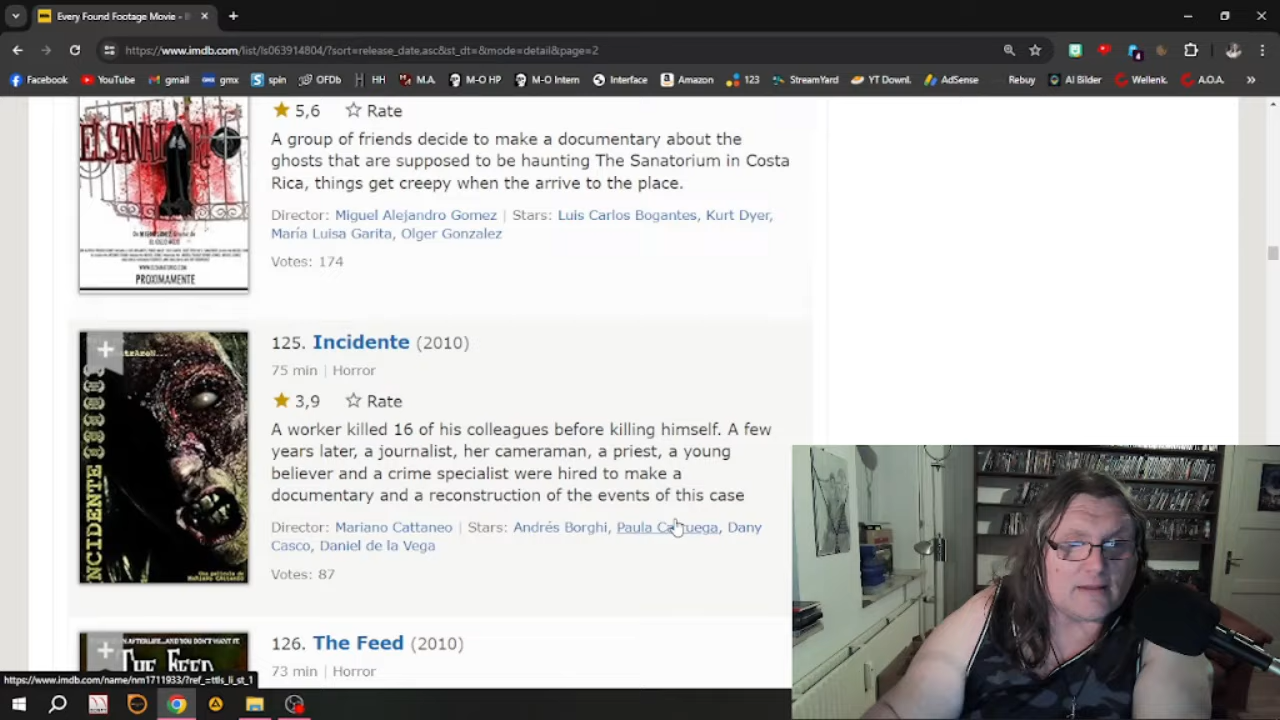 Every Found Footage Movie - I
https://www.imdb.com/list/ls063914804/?sort=release_date.asc&st_dt=&mode=detail&page=2
Facebook YouTube gmail gmx spin OFDb HH M.A M-O HP M-O Intern Interface Amazon 123 StreamYard YT Downl. AdSense Rebuy AI Bilder Wellenk. A.O.A. »
EL SANATORIO
PROXIMAMENTE
5,6 Rate
A group of friends decide to make a documentary about the
ghosts that are supposed to be haunting The Sanatorium in Costa
Rica, things get creepy when the arrive to the place.
Director: Miguel Alejandro Gomez | Stars: Luis Carlos Bogantes, Kurt Dyer,
María Luisa Garita, Olger Gonzalez
Votes: 174
INCIDENTE
125. Incidente (2010)
75 min | Horror
3,9 Rate
A worker killed 16 of his colleagues before killing himself. A few
years later, a journalist, her cameraman, a priest, a young
believer and a crime specialist were hired to make a
documentary and a reconstruction of the events of this case
Director: Mariano Cattaneo | Stars: Andrés Borghi, Paula Dany
Casco, Daniel de la Vega
Votes: 87
THE FEED
126. The Feed (2010)
73 min | Horror
https://www.imdb.com/name/nm1711933/?ref_=ttls_li_st_1